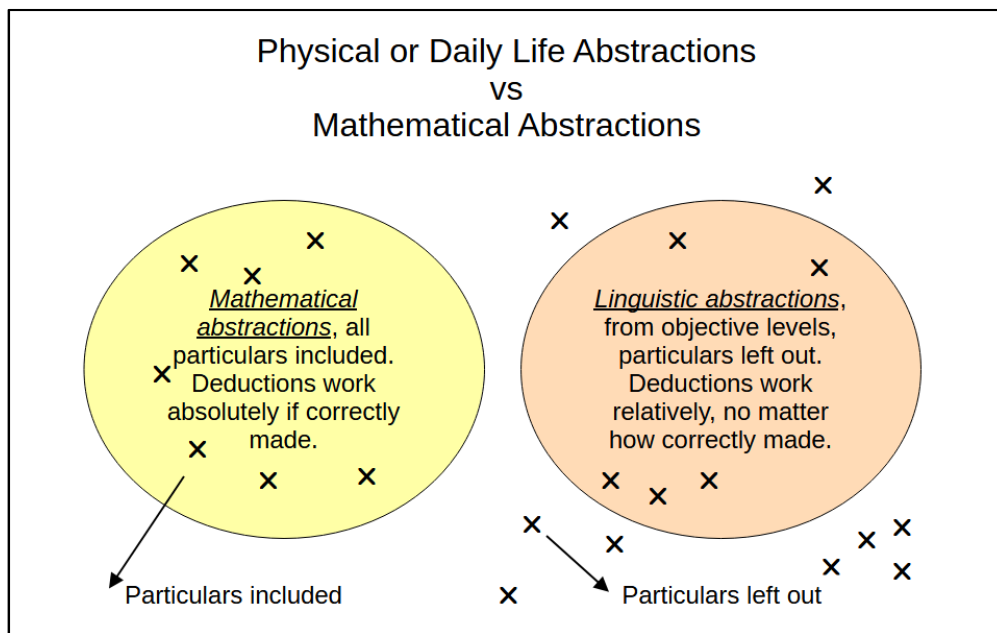 Physical or Daily Life Abstractions
vs
Mathematical Abstractions
Mathematical
abstractions, all
particulars included.
Deductions work
absolutely if correctly
made.
Linguistic abstractions,
from objective levels,
particulars left out.
Deductions work
relatively, no matter
how correctly made.
Particulars included
Particulars left out